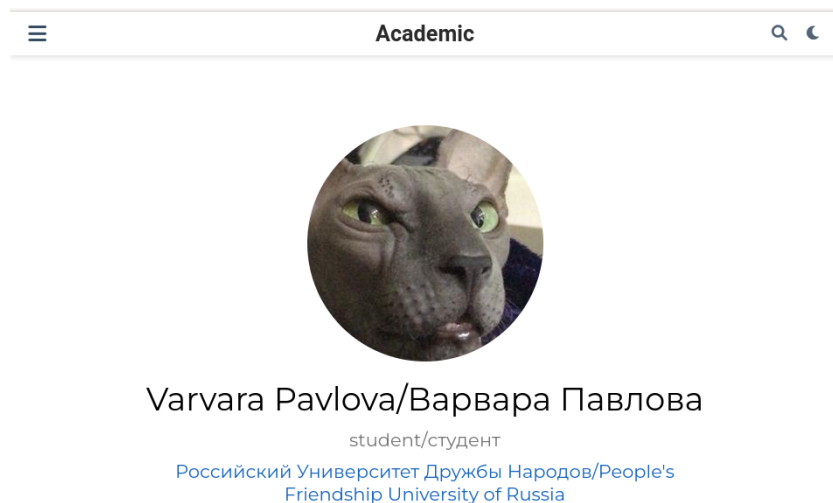 Academic
Varvara Pavlova/Варвара Павлова
student/студент
Российский Университет Дружбы Народов/People's
Friendship University of Russia